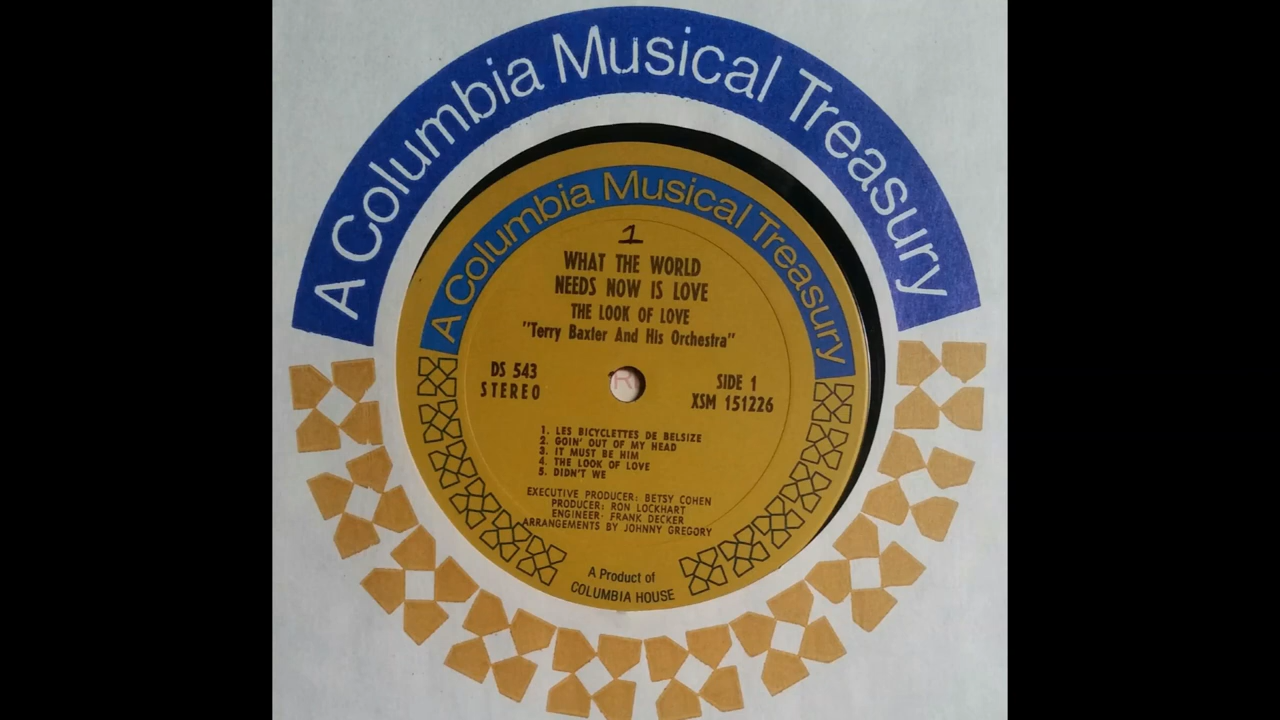 A Columbia Musical Treasury
A Columbia Musical Treasury
1
WHAT THE WORLD
NEEDS NOW IS LOVE
THE LOOK OF LOVE
"Terry Baxter And His Orchestra"
DS 543
STEREO
SIDE 1
XSM 151226
1. LES BICYCLETTES DE BELSIZE
2. GOIN' OUT OF MY HEAD
3. IT MUST BE HIM
4. THE LOOK OF LOVE
5. DIDN'T WE
EXECUTIVE PRODUCER: BETSY COHEN
PRODUCER: RON LOCKHART
ENGINEER: FRANK DECKER
ARRANGEMENTS BY JOHNNY GREGORY
A Product of
COLUMBIA HOUSE